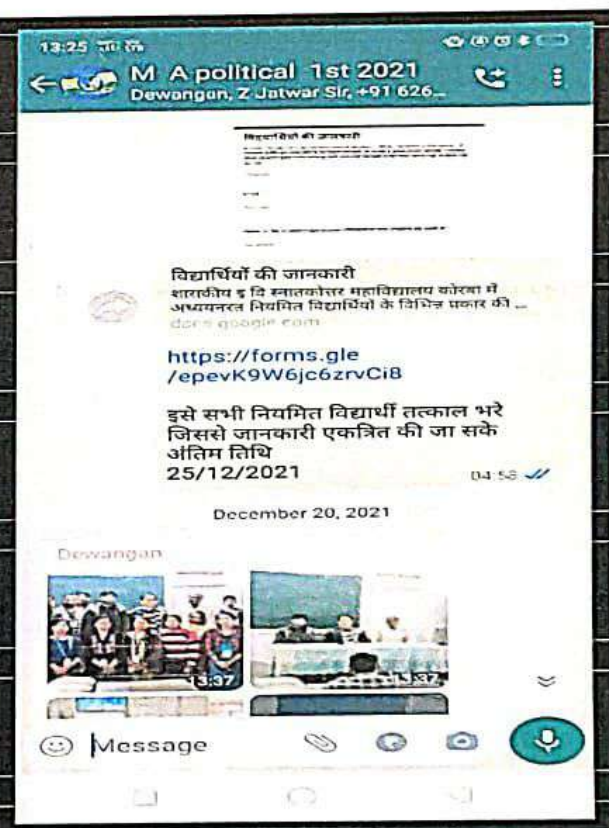 13:25
M A political 1st 2021
Dewangan, Z Jatwar Sir, +91 626...
विद्यार्थियों की जानकारी
विद्यार्थियों की जानकारी
शासकीय इ वि स्नातकोत्तर महाविद्यालय कोरबा में
अध्ययनरत नियमित विद्यार्थियों के विभिन्न प्रकार की ...
docs.google.com
https://forms.gle
/epevK9W6jc6zrvCi8
इसे सभी नियमित विद्यार्थी तत्काल भरे
जिससे जानकारी एकत्रित की जा सके
अंतिम तिथि
25/12/2021
04:58
December 20, 2021
Dewangan
13:37
13:37
Message